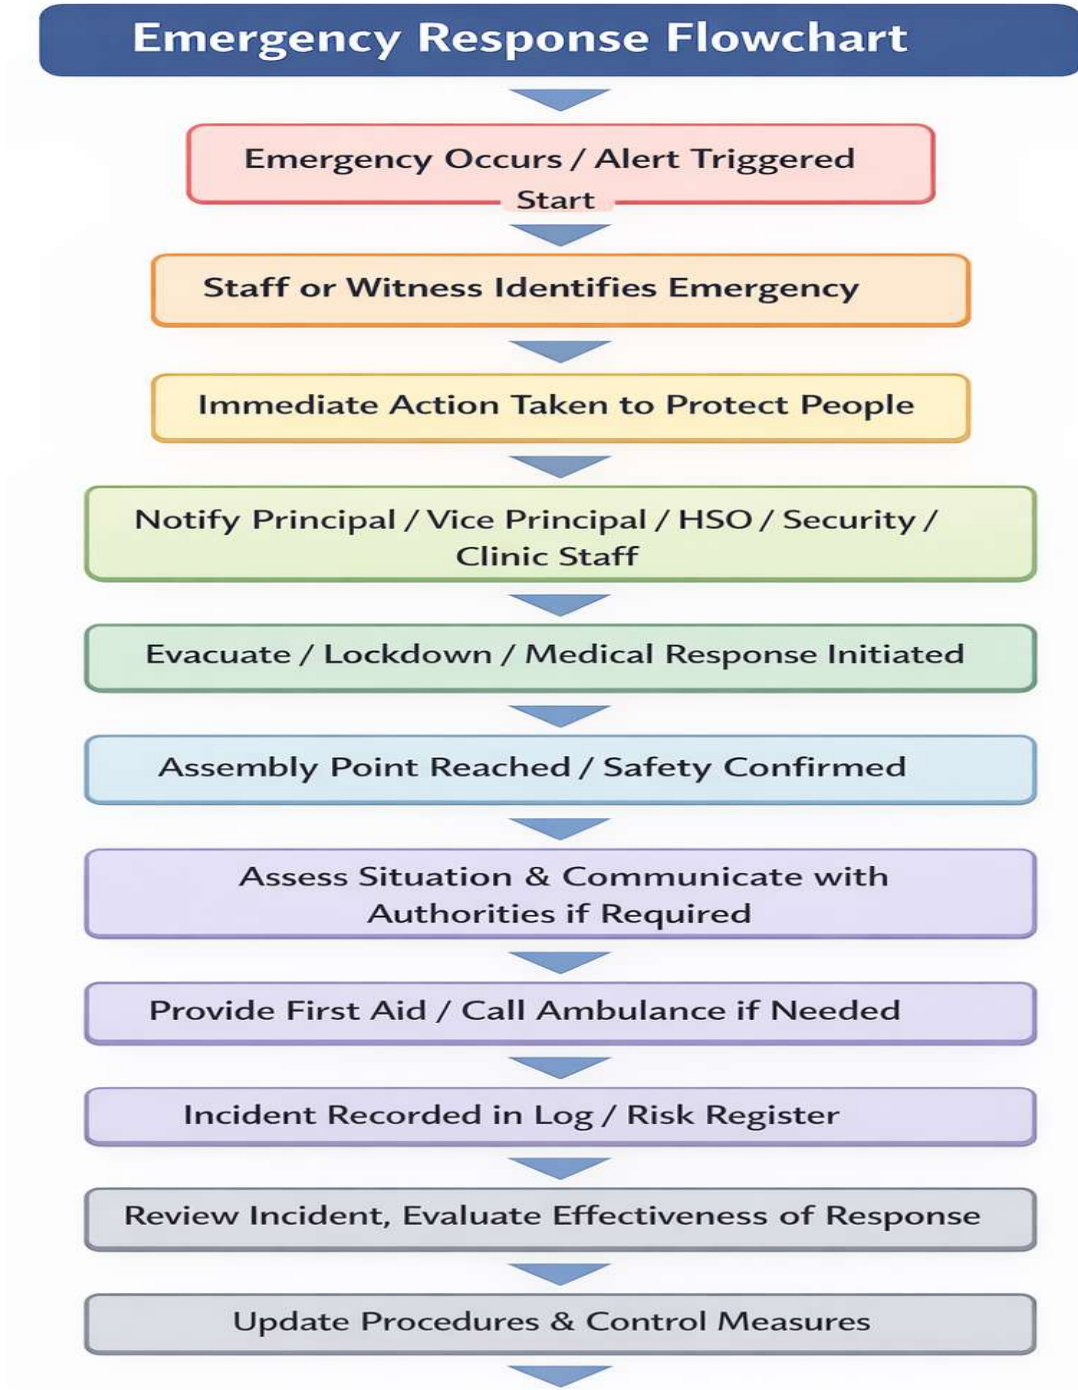 Emergency Response Flowchart
Emergency Occurs / Alert Triggered
Start
Staff or Witness Identifies Emergency
Immediate Action Taken to Protect People
Notify Principal / Vice Principal / HSO / Security /
Clinic Staff
Evacuate / Lockdown / Medical Response Initiated
Assembly Point Reached / Safety Confirmed
Assess Situation & Communicate with
Authorities if Required
Provide First Aid / Call Ambulance if Needed
Incident Recorded in Log / Risk Register
Review Incident, Evaluate Effectiveness of Response
Update Procedures & Control Measures